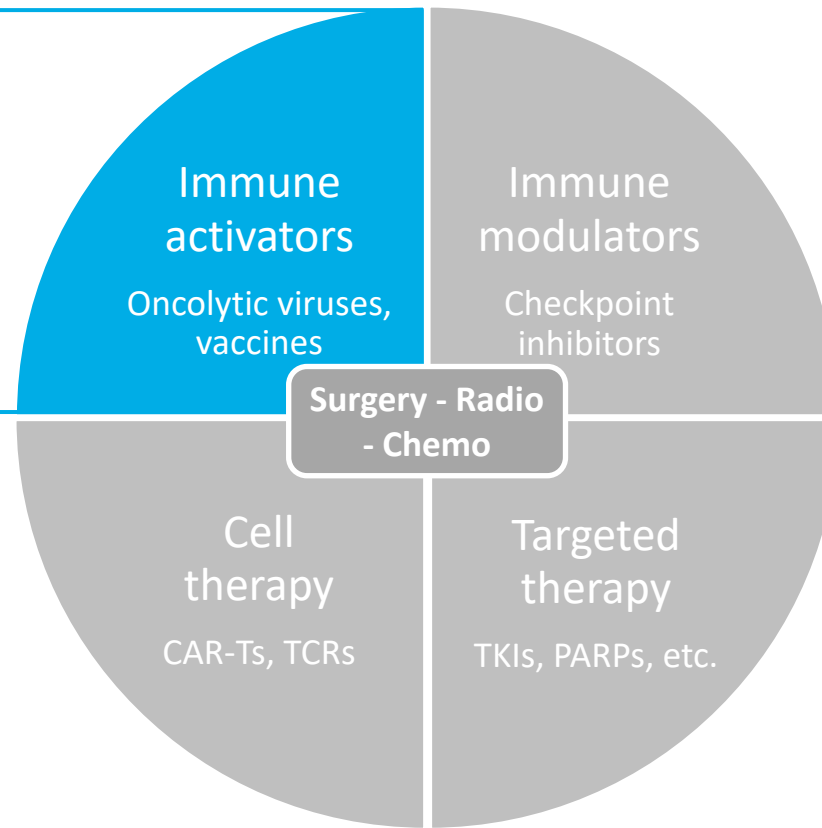 Immune
activators
Oncolytic viruses,
vaccines
Immune
modulators
Checkpoint
inhibitors
Surgery - Radio
- Chemo
Cell
therapy
CAR-Ts, TCRs
Targeted
therapy
TKIs, PARPs, etc.